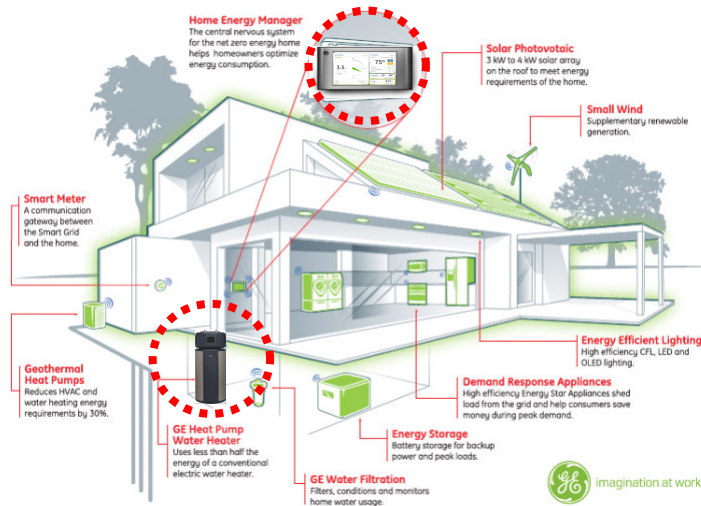 Home Energy Manager
The central nervous system
for the net zero energy home
helps homeowners optimize
energy consumption.
3.5
75°
Solar Photovotaic
3 kW to 4 kW solar array
on the roof to meet energy
requirements of the home.
Small Wind
Supplementary renewable
generation.
Smart Meter
A communication
gateway between
the Smart Grid
and the home.
Geothermal
Heat Pumps
Reduces HVAC and
water heating energy
requirements by 30%.
GE Heat Pump
Water Heater
Uses less than half the
energy of a conventional
electric water heater.
GE Water Filtration
Filters, conditions and monitors
home water usage.
Energy Storage
Battery storage for backup
power and peak loads.
Demand Response Appliances
High efficiency Energy Star Appliances shed
load from the grid and help consumers save
money during peak demand.
Energy Efficient Lighting
High efficiency CFL, LED and
OLED lighting.
GE
imagination at work